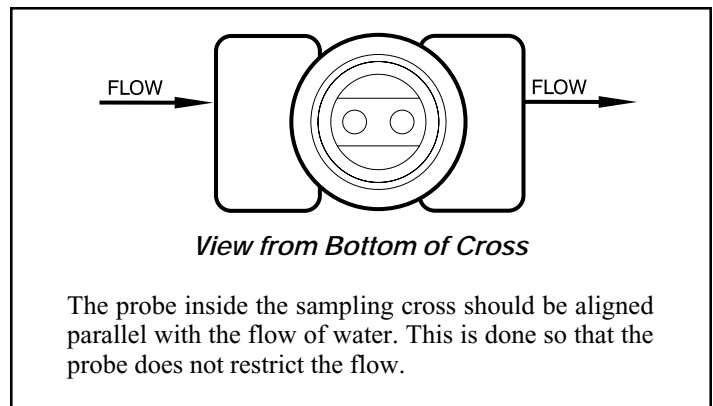 FLOW
FLOW
View from Bottom of Cross
The probe inside the sampling cross should be aligned
parallel with the flow of water. This is done so that the
probe does not restrict the flow.